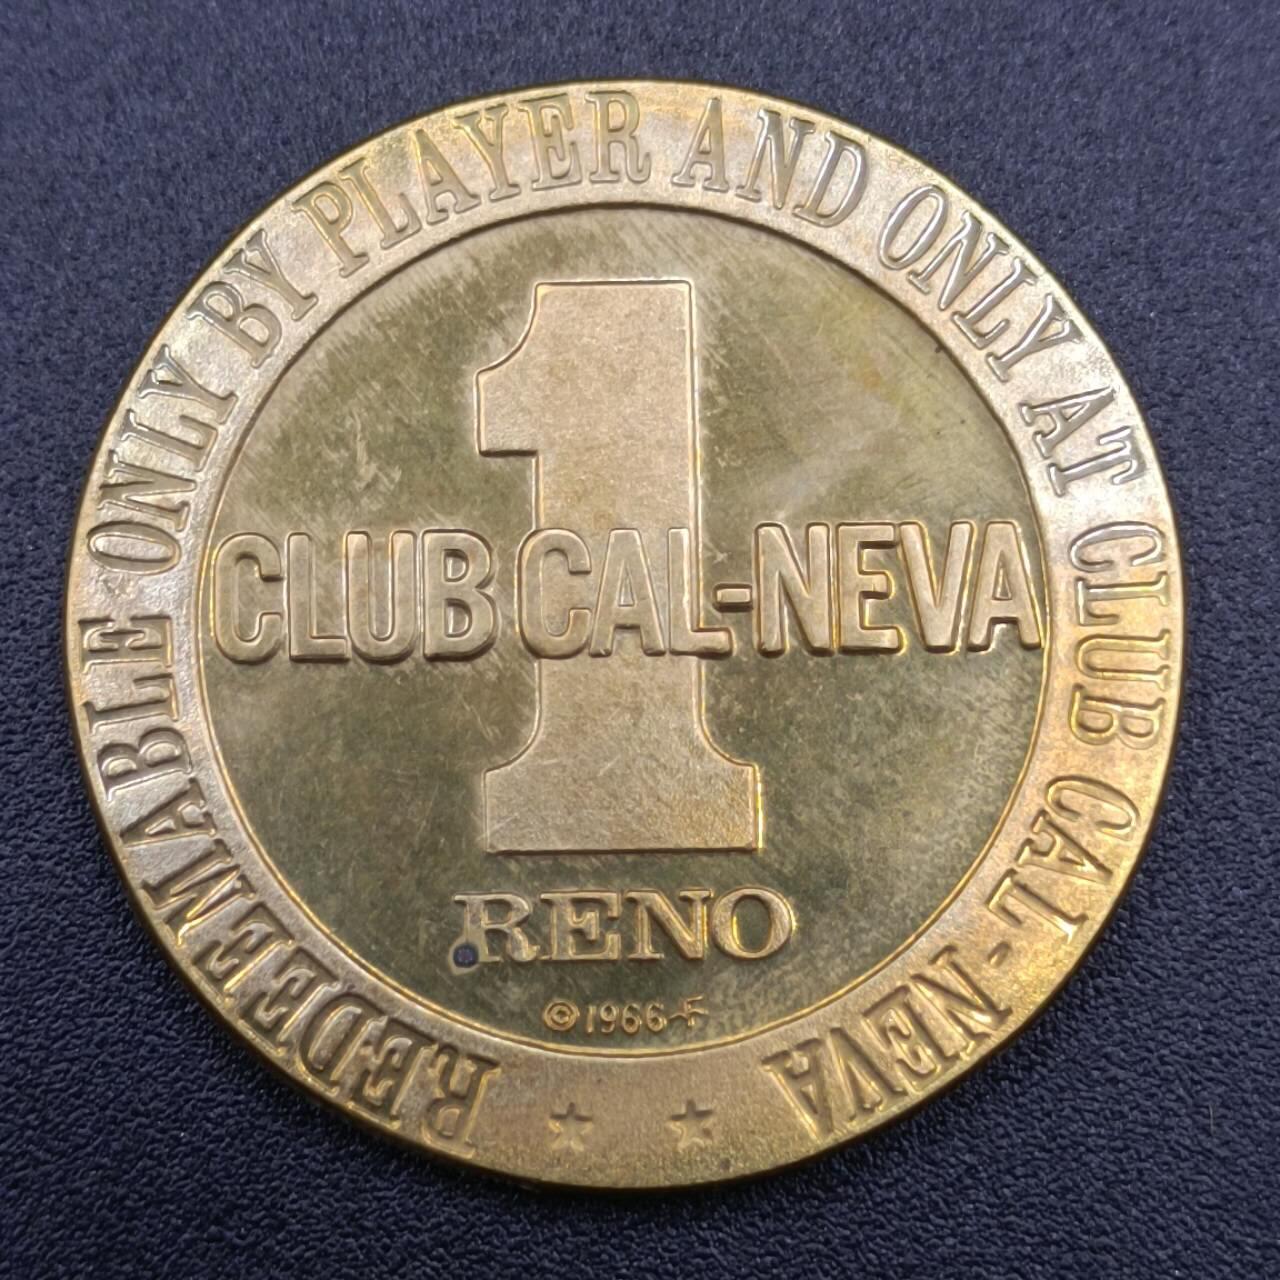 REDEEMABLE ONLY BY PLAYER AND ONLY AT CLUB CAL-NEVA
1
CLUB CAL-NEVA
RENO
©1966-F